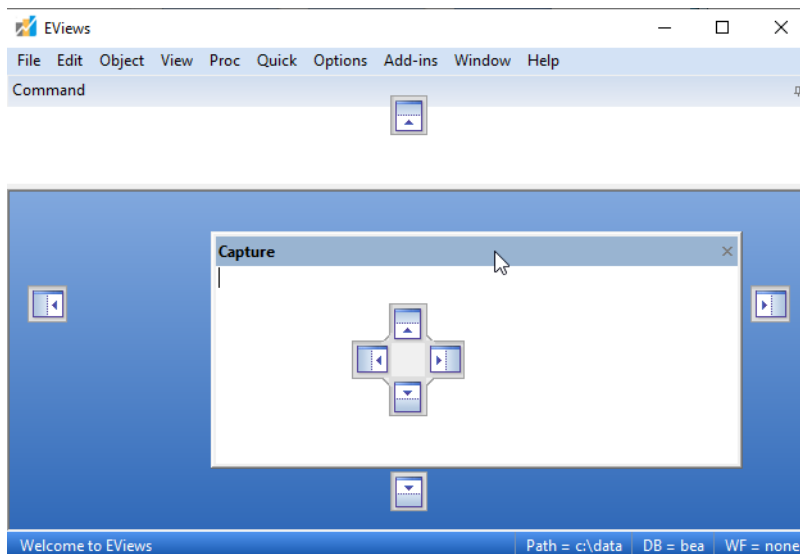 EViews
File Edit Object View Proc Quick Options Add-ins Window Help
Command
Capture
Welcome to EViews Path = c:\data DB = bea WF = none